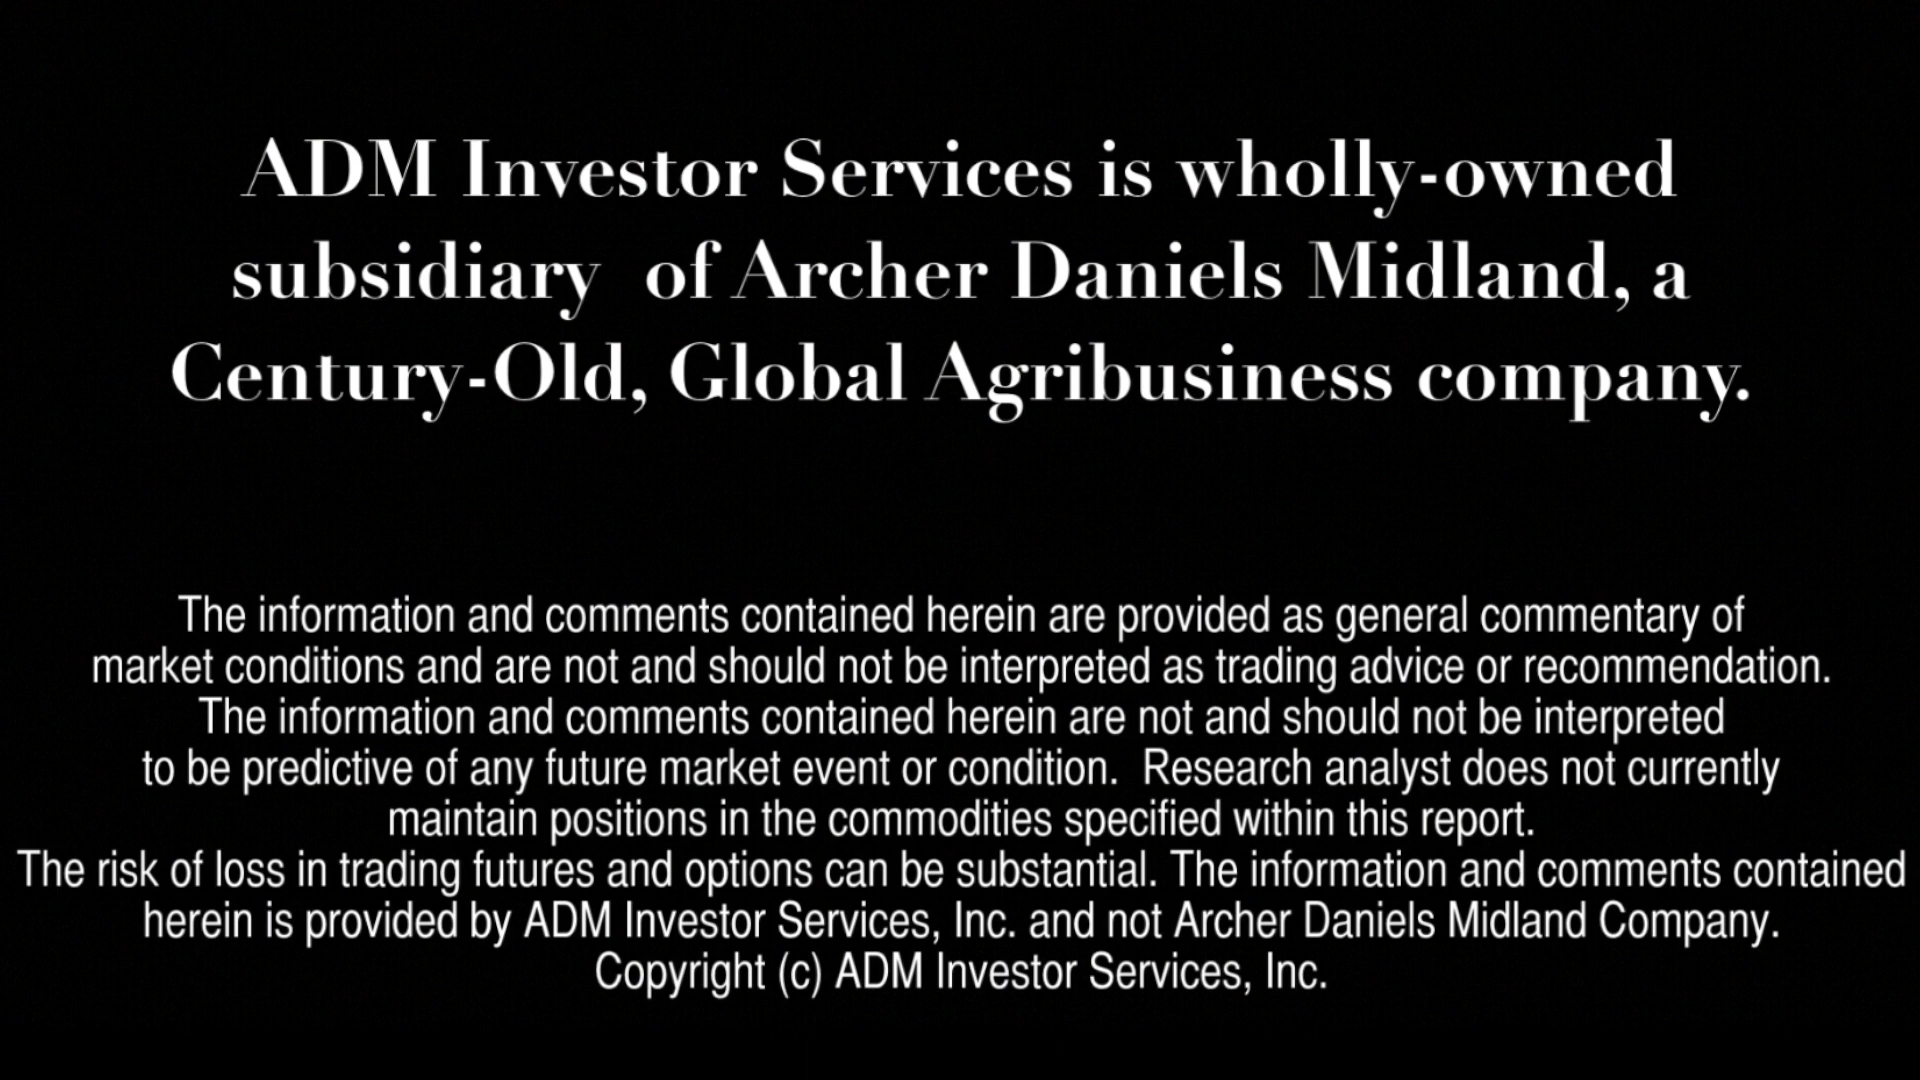 ADM Investor Services is wholly-owned
subsidiary  of Archer Daniels Midland, a
Century-Old, Global Agribusiness company.
The information and comments contained herein are provided as general commentary of
market conditions and are not and should not be interpreted as trading advice or recommendation.
The information and comments contained herein are not and should not be interpreted
to be predictive of any future market event or condition.  Research analyst does not currently
maintain positions in the commodities specified within this report.
The risk of loss in trading futures and options can be substantial. The information and comments contained
herein is provided by ADM Investor Services, Inc. and not Archer Daniels Midland Company.
Copyright (c) ADM Investor Services, Inc.